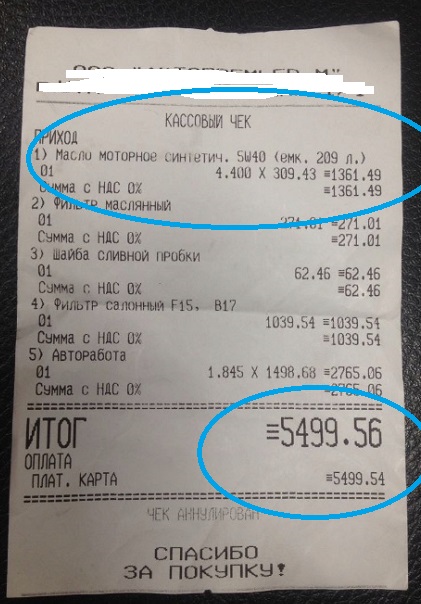 КАССОВЫЙ ЧЕК
ПРИХОД
1) Масло моторное синтетич. 5W40 (емк. 209 л.)
01 4.400 X 309.43 ≡1361.49
Сумма с НДС 0% ≡1361.49
2) Фильтр маслянный
01 271.01 ≡271.01
Сумма с НДС 0% ≡271.01
3) Шайба сливной пробки
01 62.46 ≡62.46
Сумма с НДС 0% ≡62.46
4) Фильтр салонный F15, B17
01 1039.54 ≡1039.54
Сумма с НДС 0% ≡1039.54
5) Авторабота
01 1.845 X 1498.68 ≡2765.06
Сумма с НДС 0% ≡2765.06
ИТОГ ≡5499.56
ОПЛАТА
ПЛАТ. КАРТА ≡5499.54
ЧЕК АННУЛИРОВАН
СПАСИБО
ЗА ПОКУПКУ!